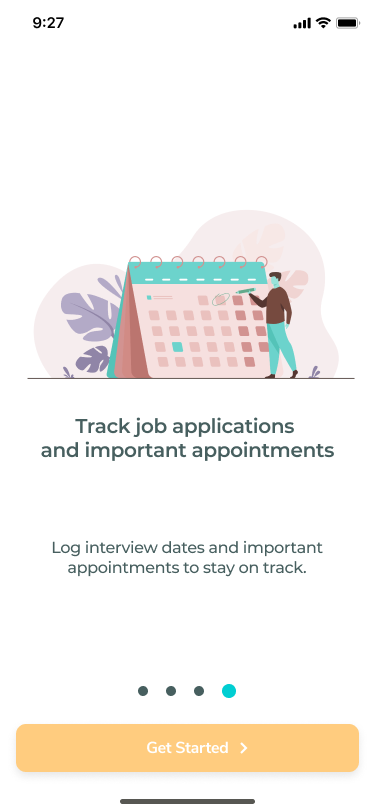 9:27
Track job applications
and important appointments
Log interview dates and important
appointments to stay on track.
Get Started